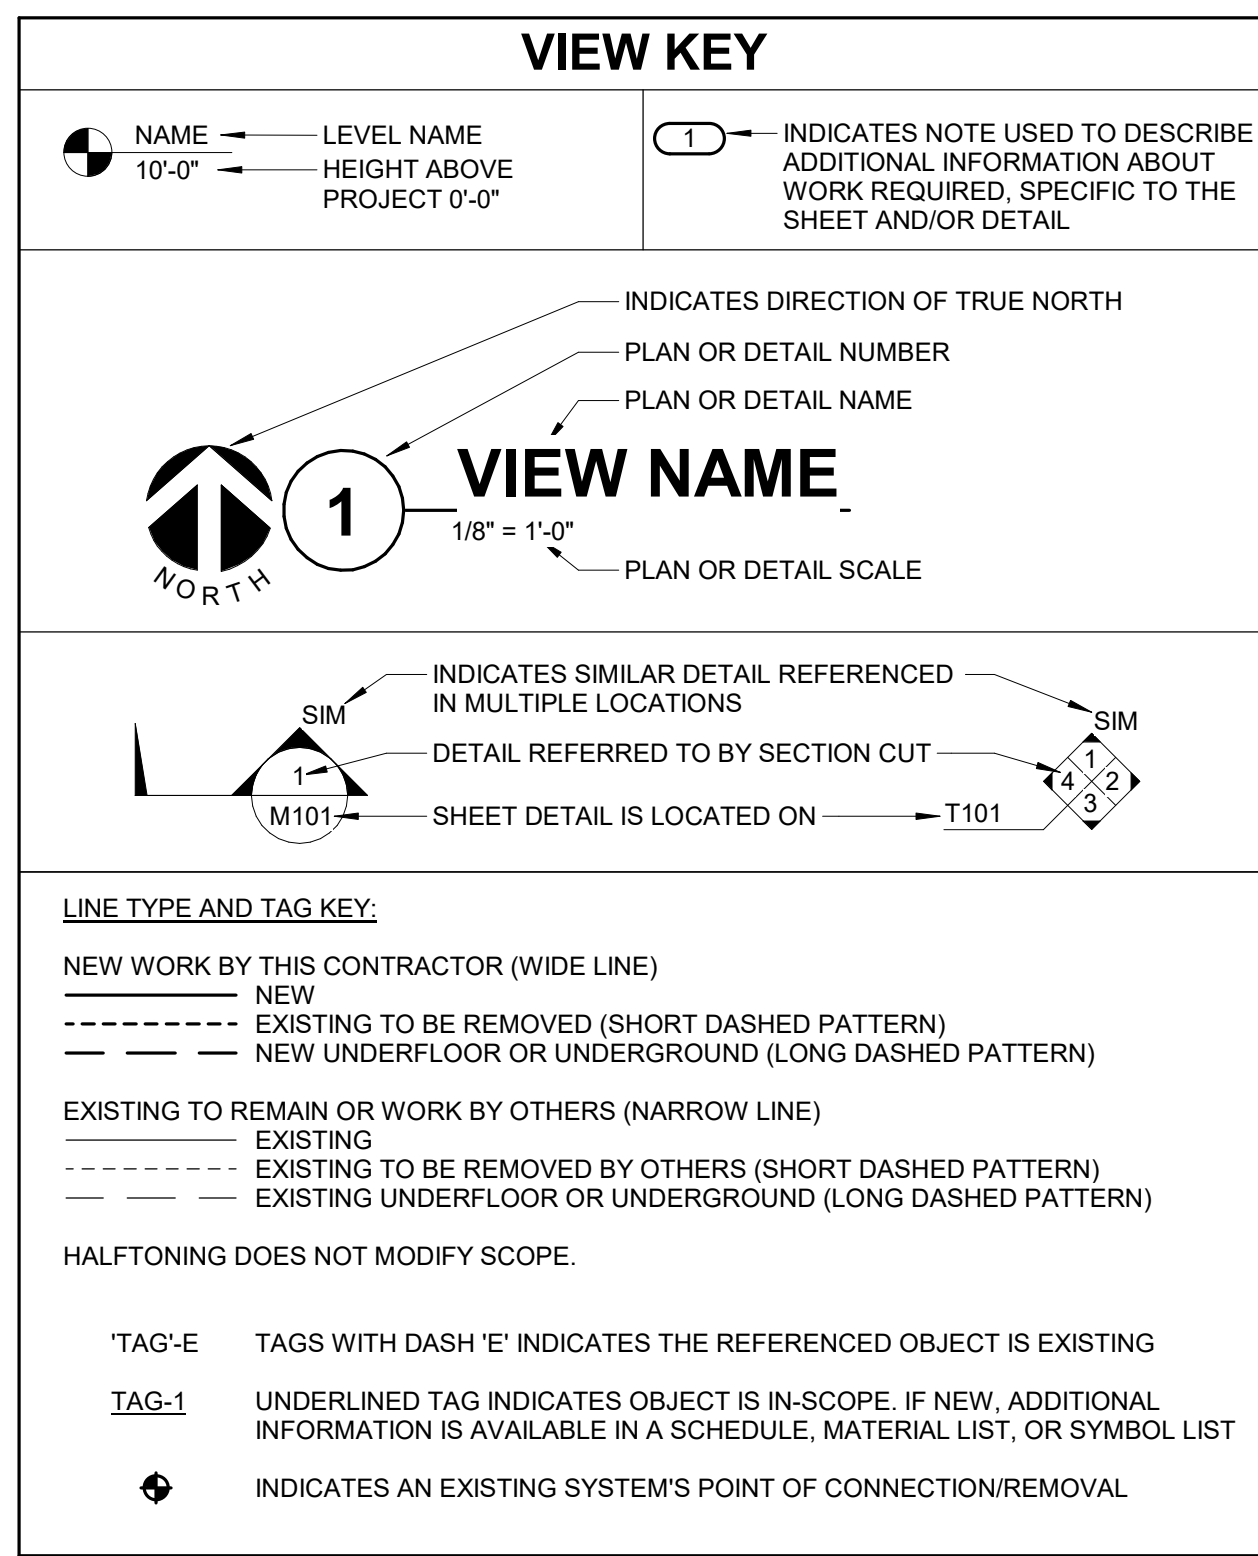 VIEW KEY
NAME
LEVEL NAME
10'-0"
HEIGHT ABOVE
PROJECT 0'-0"
1
INDICATES NOTE USED TO DESCRIBE
ADDITIONAL INFORMATION ABOUT
WORK REQUIRED, SPECIFIC TO THE
SHEET AND/OR DETAIL
INDICATES DIRECTION OF TRUE NORTH
PLAN OR DETAIL NUMBER
PLAN OR DETAIL NAME
NORTH
1
VIEW NAME
1/8" = 1'-0"
PLAN OR DETAIL SCALE
INDICATES SIMILAR DETAIL REFERENCED
IN MULTIPLE LOCATIONS
SIM
SIM
1
DETAIL REFERRED TO BY SECTION CUT
1
4
2
3
M101
SHEET DETAIL IS LOCATED ON
T101
LINE TYPE AND TAG KEY:
NEW WORK BY THIS CONTRACTOR (WIDE LINE)
NEW
EXISTING TO BE REMOVED (SHORT DASHED PATTERN)
NEW UNDERFLOOR OR UNDERGROUND (LONG DASHED PATTERN)
EXISTING TO REMAIN OR WORK BY OTHERS (NARROW LINE)
EXISTING
EXISTING TO BE REMOVED BY OTHERS (SHORT DASHED PATTERN)
EXISTING UNDERFLOOR OR UNDERGROUND (LONG DASHED PATTERN)
HALFTONING DOES NOT MODIFY SCOPE.
'TAG'-E TAGS WITH DASH 'E' INDICATES THE REFERENCED OBJECT IS EXISTING
TAG-1 UNDERLINED TAG INDICATES OBJECT IS IN-SCOPE. IF NEW, ADDITIONAL
INFORMATION IS AVAILABLE IN A SCHEDULE, MATERIAL LIST, OR SYMBOL LIST
INDICATES AN EXISTING SYSTEM'S POINT OF CONNECTION/REMOVAL